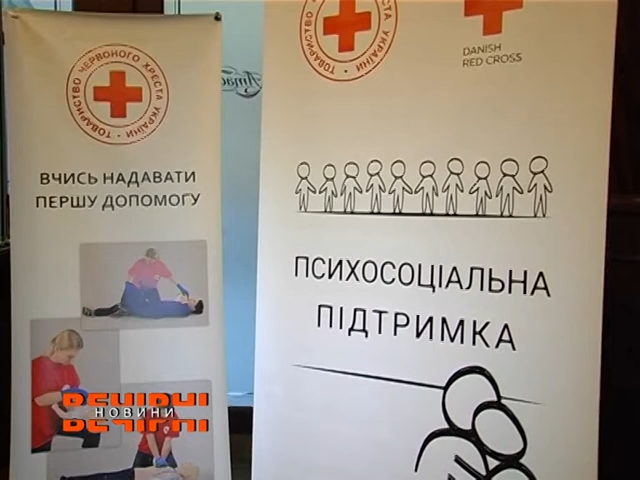 ТОВАРИСТВО ЧЕРВОНОГО ХРЕСТА УКРАЇНИ
ВЧИСЬ НАДАВАТИ
ПЕРШУ ДОПОМОГУ
ТОВАРИСТВО ЧЕРВОНОГО ХРЕСТА УКРАЇНИ
DANISH
RED CROSS
ПСИХОСОЦІАЛЬНА
ПІДТРИМКА
ВЕЧІРНІ
НОВИНИ
ВЕЧІРНІ